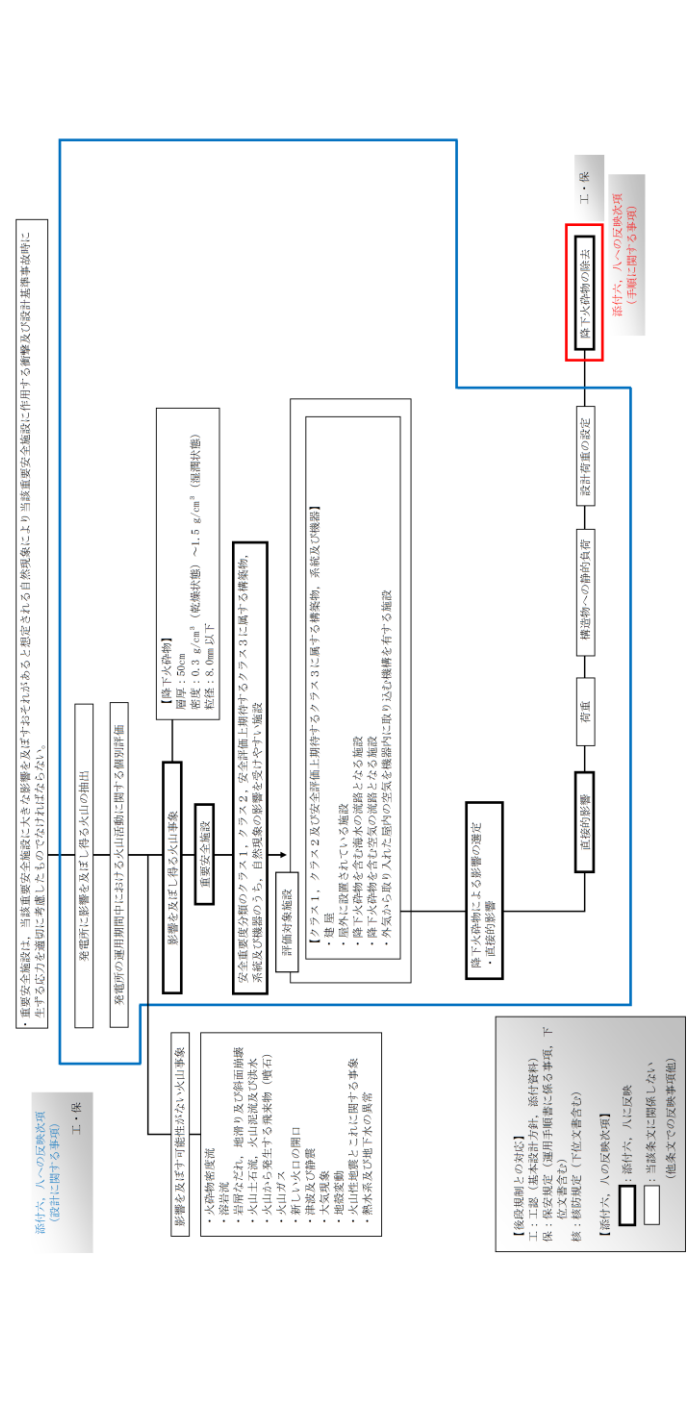 ・重要安全施設は，当該重要安全施設に大きな影響を及ぼすおそれがあると想定される自然現象により当該重要安全施設に作用する衝撃及び設計基準事故時に
生ずる応力を適切に考慮したものでなければならない。
添付六，八への反映次項
（設計に関する事項）
工・保
発電所に影響を及ぼし得る火山の抽出
発電所の運用期間中における火山活動に関する個別評価
影響を及ぼす可能性がない火山事象
・火砕物密度流
・溶岩流
・岩屑なだれ，地滑り及び斜面崩壊
・火山土石流，火山泥流及び洪水
・火山から発生する飛来物（噴石）
・火山ガス
・新しい火口の開口
・津波及び静震
・大気現象
・地殻変動
・火山性地震とこれに関する事象
・熱水系及び地下水の異常
影響を及ぼし得る火山事象
【降下火砕物】
層厚：50cm
密度：0.3 g/cm³（乾燥状態）～1.5 g/cm³（湿潤状態）
粒径：8.0mm 以下
重要安全施設
安全重要度分類のクラス１，クラス２，安全評価上期待するクラス３に属する構築物，
系統及び機器のうち，自然現象の影響を受けやすい施設
評価対象施設
【クラス１，クラス２及び安全評価上期待するクラス３に属する構築物，系統及び機器】
・建屋
・屋外に設置されている施設
・降下火砕物を含む海水の流路となる施設
・降下火砕物を含む空気の流路となる施設
・外気から取り入れた屋内の空気を機器内に取り込む機構を有する施設
降下火砕物による影響の選定
・直接的影響
直接的影響
荷重
構造物への静的負荷
設計荷重の設定
降下火砕物の除去
工・保
添付六，八への反映次項
（手順に関する事項）
【後段規制との対応】
工：工認（基本設計方針，添付資料）
保：保安規定（運用手順書に係る事項，下
位文書含む）
核：核防規定（下位文書含む）
【添付六，八の反映次項】
：添付六，八に反映
：当該条文に関係しない
（他条文での反映事項他）